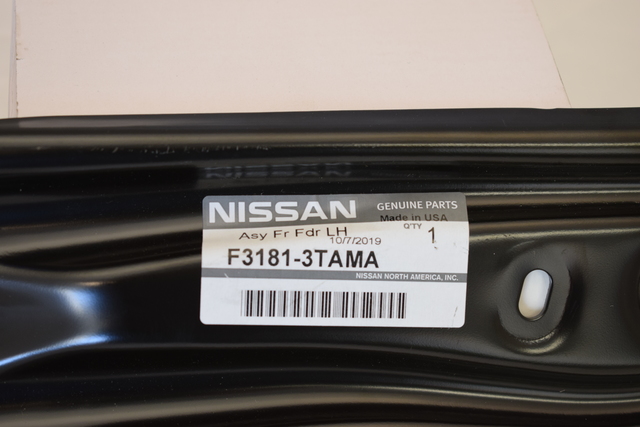 NISSAN GENUINE PARTS
Made in USA
Asy Fr Fdr LH
10/7/2019
Q'TY 1
F3181-3TAMA
NISSAN NORTH AMERICA, INC.